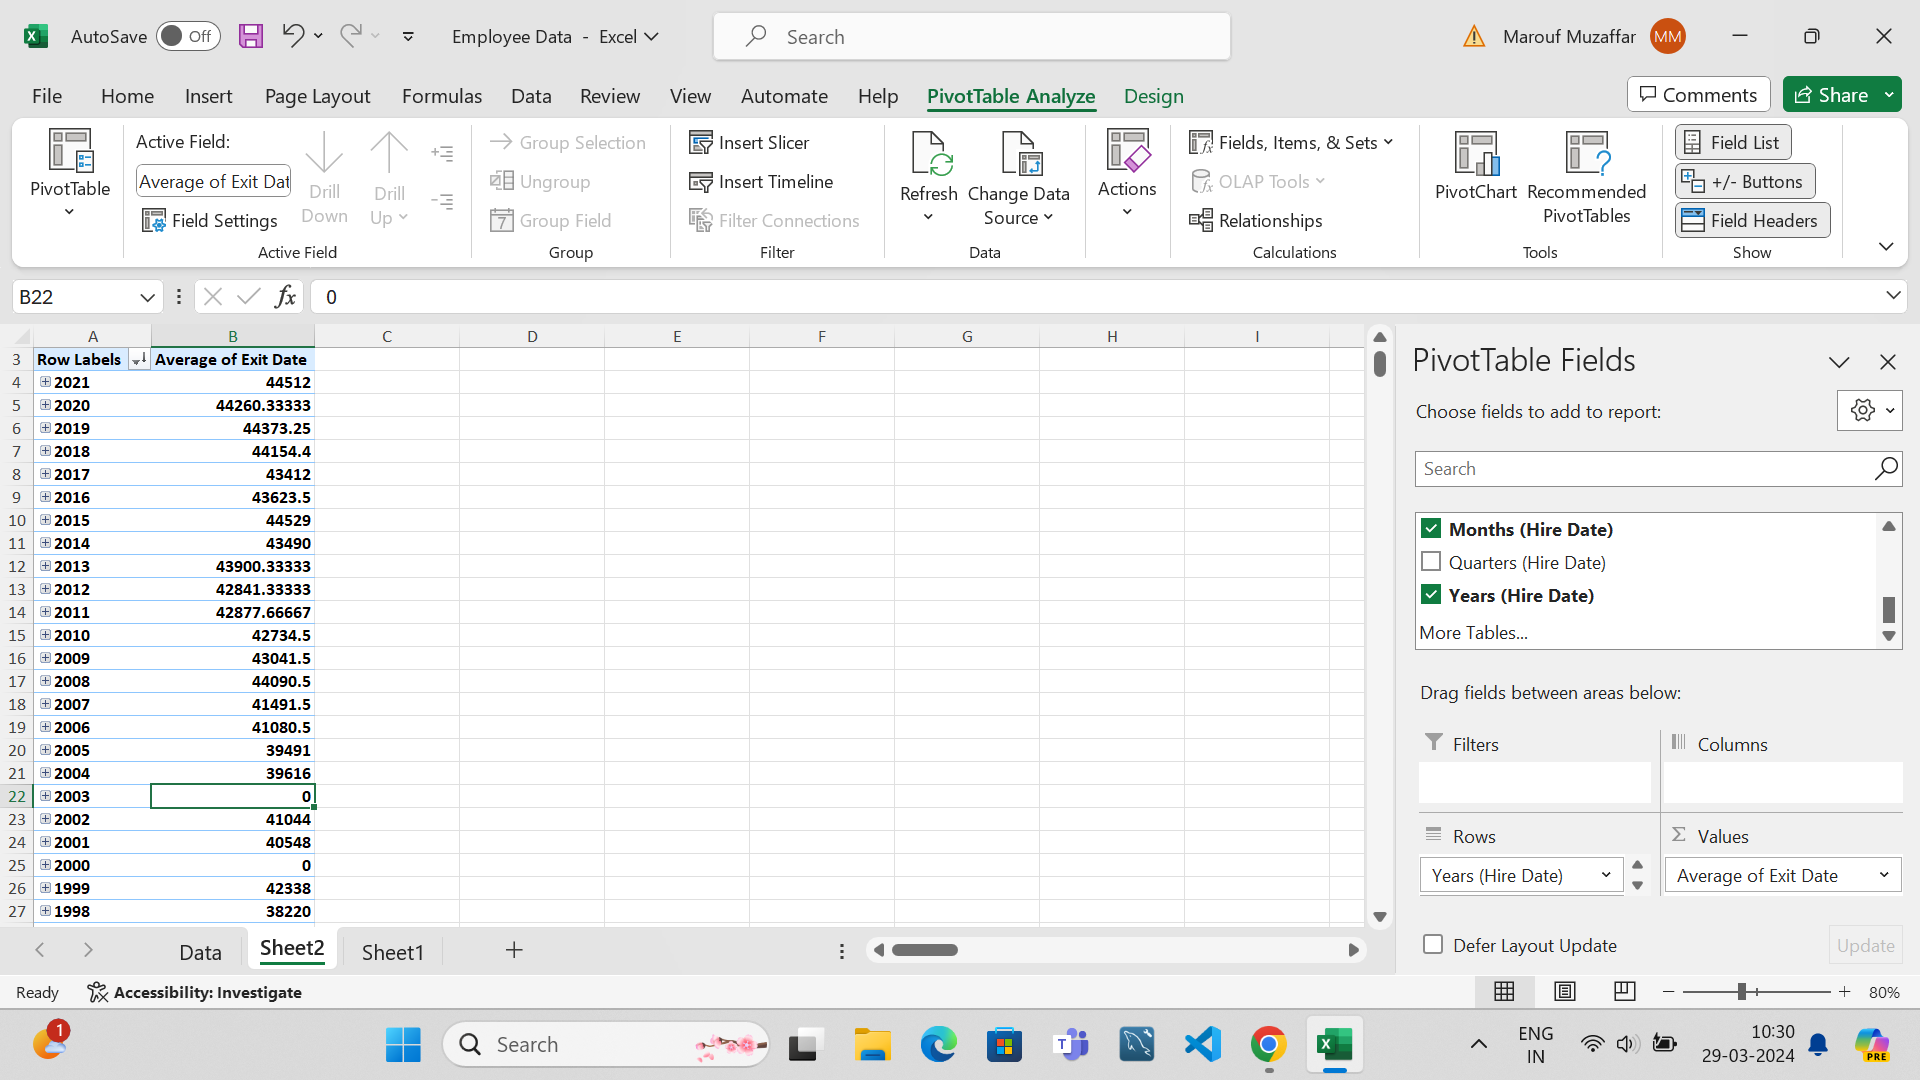 AutoSave Off Employee Data - Excel Search Marouf Muzaffar MM
File Home Insert Page Layout Formulas Data Review View Automate Help PivotTable Analyze Design Comments Share
PivotTable
Active Field:
Average of Exit Dat
Field Settings
Drill Down
Drill Up
Active Field
Group Selection
Ungroup
7 Group Field
Group
Insert Slicer
Insert Timeline
Filter Connections
Filter
Refresh
Change Data Source
Data
Actions
Fields, Items, & Sets
OLAP Tools
Relationships
Calculations
PivotChart
Recommended PivotTables
Tools
Field List
+/- Buttons
Field Headers
Show
B22 fx 0
A B C D E F G H I
3 Row Labels Average of Exit Date
4 2021 44512
5 2020 44260.33333
6 2019 44373.25
7 2018 44154.4
8 2017 43412
9 2016 43623.5
10 2015 44529
11 2014 43490
12 2013 43900.33333
13 2012 42841.33333
14 2011 42877.66667
15 2010 42734.5
16 2009 43041.5
17 2008 44090.5
18 2007 41491.5
19 2006 41080.5
20 2005 39491
21 2004 39616
22 2003 0
23 2002 41044
24 2001 40548
25 2000 0
26 1999 42338
27 1998 38220
PivotTable Fields
Choose fields to add to report:
Search
Months (Hire Date)
Quarters (Hire Date)
Years (Hire Date)
More Tables...
Drag fields between areas below:
Filters
Columns
Rows
Values
Years (Hire Date)
Average of Exit Date
Defer Layout Update
Update
Data Sheet2 Sheet1
Ready Accessibility: Investigate 80%
1 Search ENG IN 10:30 29-03-2024 PRE